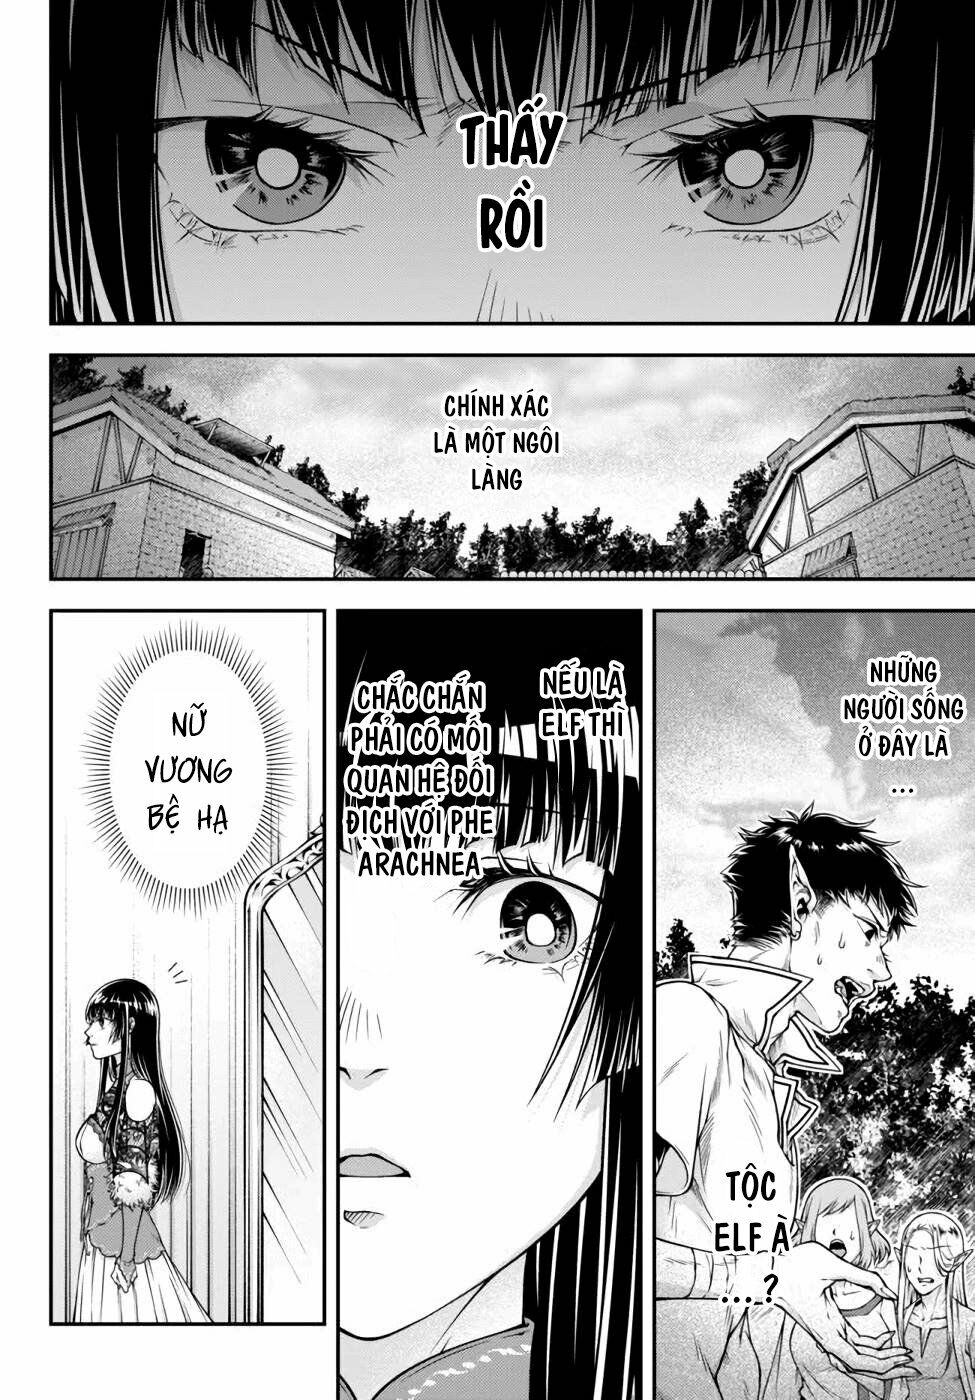 THẤY
RỒI
CHÍNH XÁC
LÀ MỘT NGÔI
LÀNG
NHỮNG
NGƯỜI SỐNG
Ở ĐÂY LÀ
...
TỘC
ELF À
....?
NẾU LÀ
ELF THÌ
CHẮC CHẮN
PHẢI CÓ MỐI
QUAN HỆ ĐỐI
ĐỊCH VỚI PHE
ARACHNEA
NỮ
VƯƠNG
BỆ HẠ